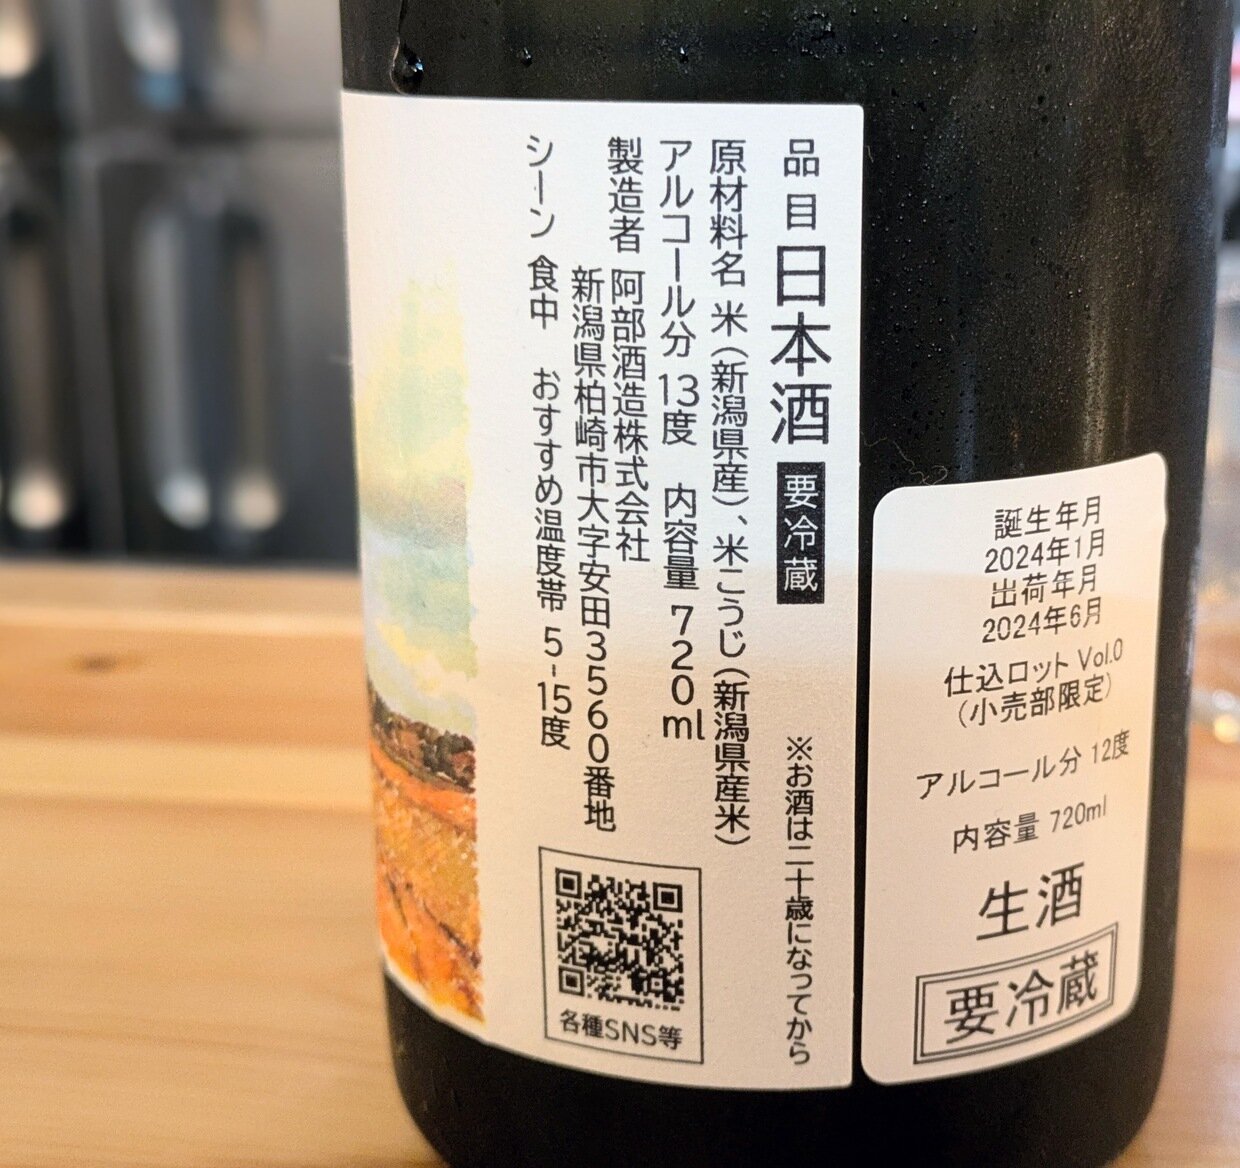 品目 日本酒 要冷蔵 ※お酒は二十歳になってから
原材料名 米(新潟県産)、米こうじ(新潟県産米)
アルコール分 13度 内容量 720ml
製造者 阿部酒造株式会社
新潟県柏崎市大字安田3560番地
シーン 食中 おすすめ温度帯 5-15度
各種SNS等
誕生年月
2024年1月
出荷年月
2024年6月
仕込ロット Vol.0
(小売部限定)
アルコール分 12度
内容量 720ml
生酒
要冷蔵